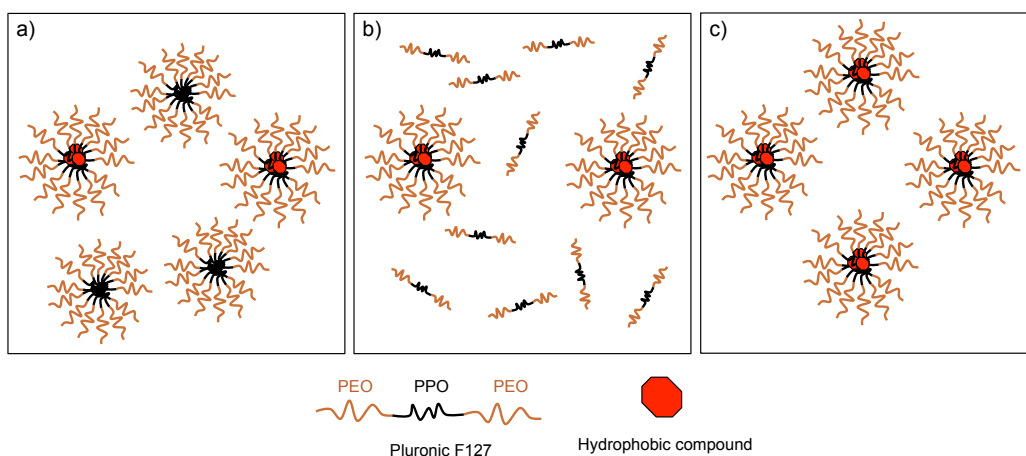 a)
b)
c)
PEO PPO PEO
Pluronic F127
Hydrophobic compound